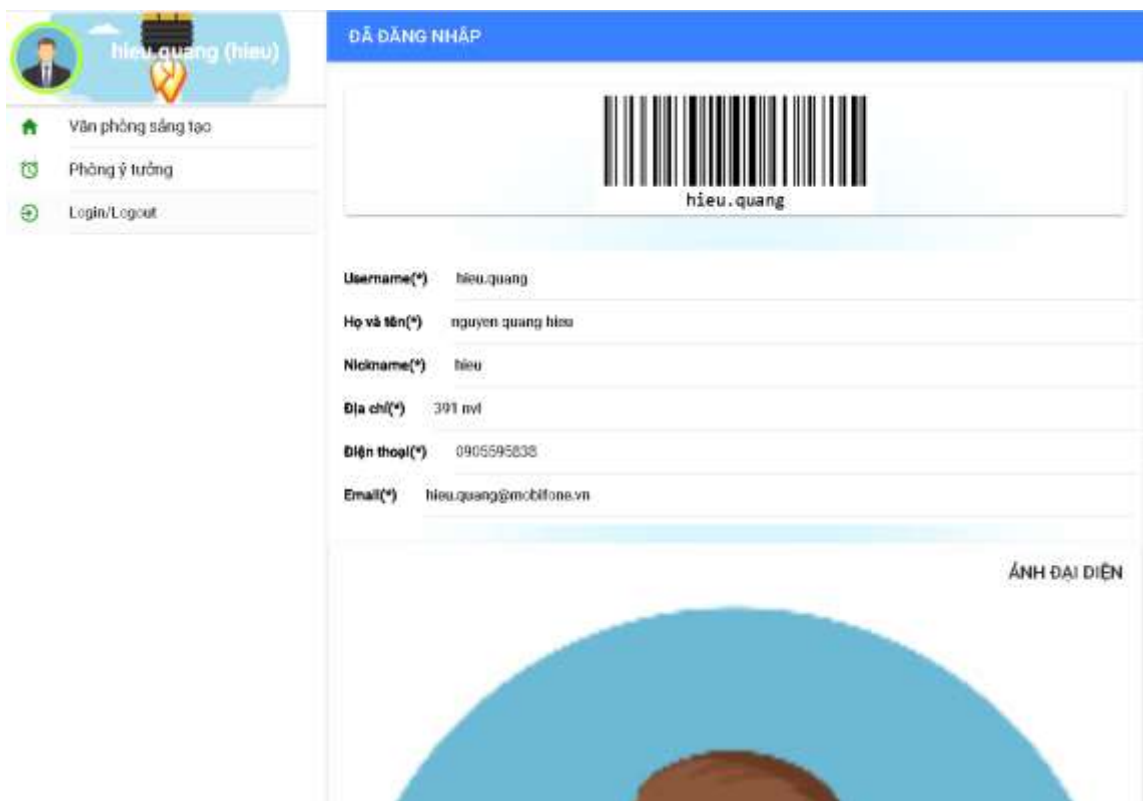 hieu.quang (hieu)
Văn phòng sáng tạo
Phòng ý tưởng
Login/Logout
ĐÃ ĐĂNG NHẬP
hieu.quang
Username(*) hieu.quang
Họ và tên(*) nguyen quang hieu
Nickname(*) hieu
Địa chỉ(*) 391 nvl
Điện thoại(*) 0905595838
Email(*) hieu.quang@mobifone.vn
ẢNH ĐẠI DIỆN